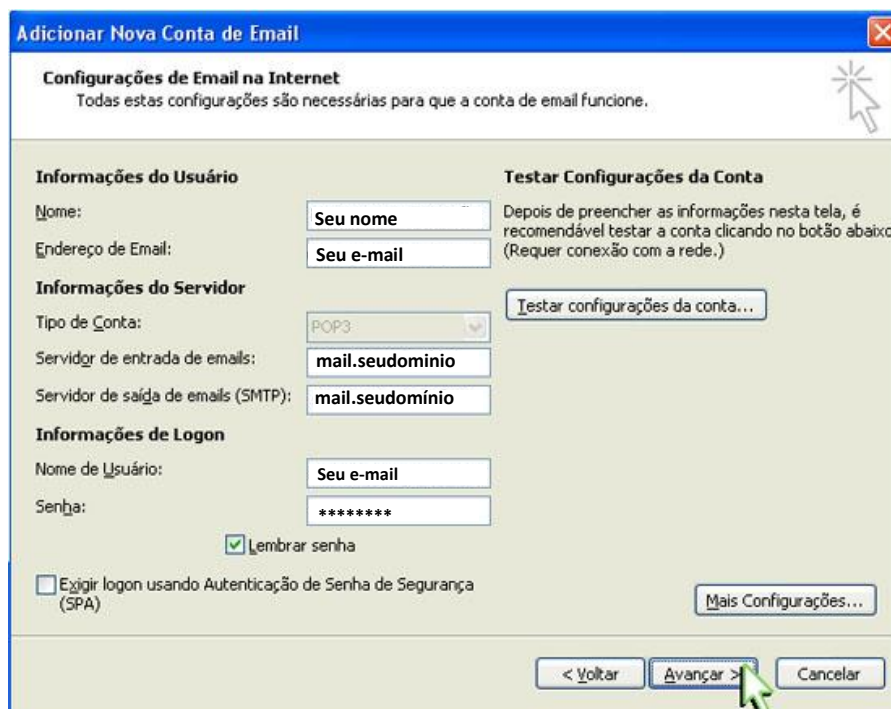 Adicionar Nova Conta de Email
Configurações de Email na Internet
Todas estas configurações são necessárias para que a conta de email funcione.
Informações do Usuário
Nome:
Seu nome
Endereço de Email:
Seu e-mail
Informações do Servidor
Tipo de Conta:
POP3
Servidor de entrada de emails:
mail.seudominio
Servidor de saída de emails (SMTP):
mail.seudomínio
Informações de Logon
Nome de Usuário:
Seu e-mail
Senha:
********
Lembrar senha
Exigir logon usando Autenticação de Senha de Segurança
(SPA)
Testar Configurações da Conta
Depois de preencher as informações nesta tela, é
recomendável testar a conta clicando no botão abaixo
(Requer conexão com a rede.)
Testar configurações da conta...
Mais Configurações...
< Voltar
Avançar >
Cancelar